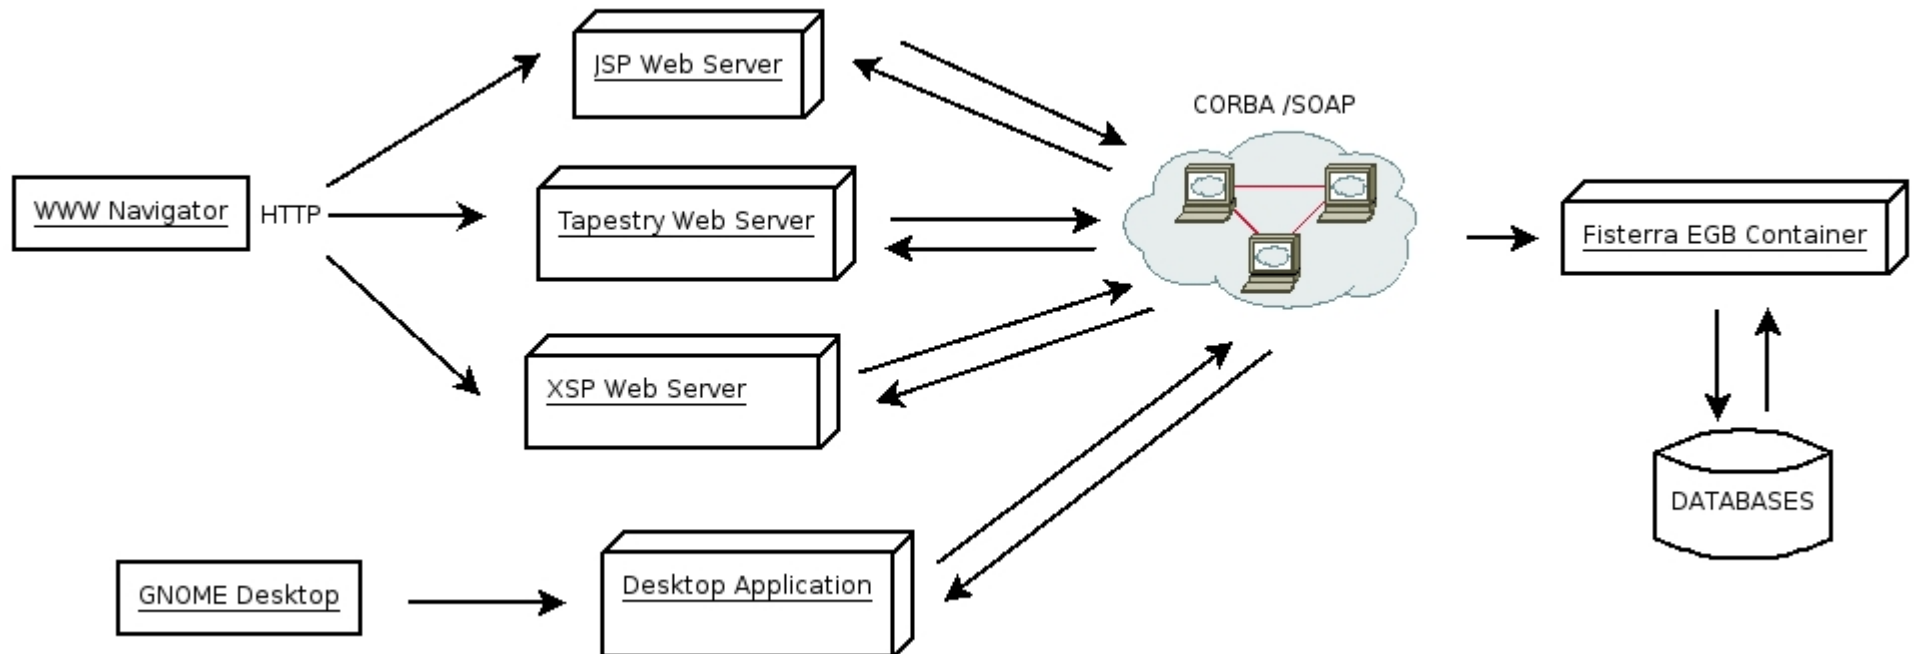 JSP Web Server
CORBA /SOAP
WWW Navigator
HTTP
Tapestry Web Server
Fisterra EGB Container
XSP Web Server
DATABASES
GNOME Desktop
Desktop Application